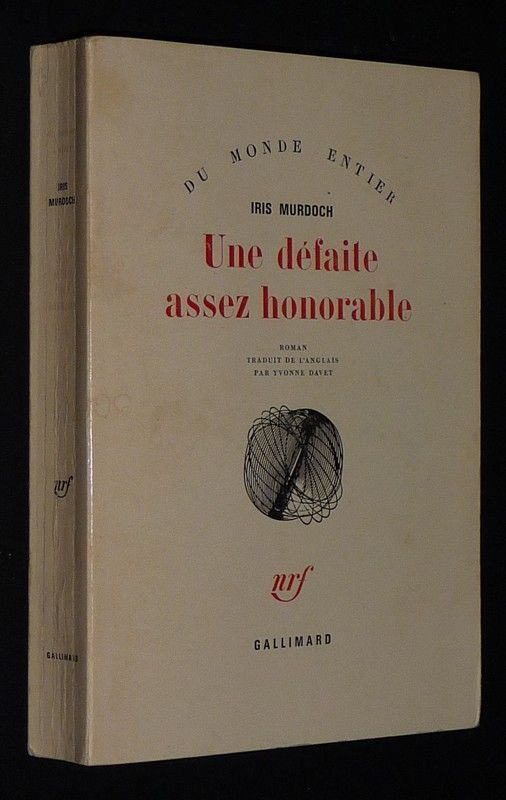 DU MONDE ENTIER
IRIS MURDOCH
Une défaite
assez honorable
ROMAN
TRADUIT DE L'ANGLAIS
PAR YVONNE DAVET
nrf
GALLIMARD
IRIS
MURDOCH
nrf
GALLIMARD